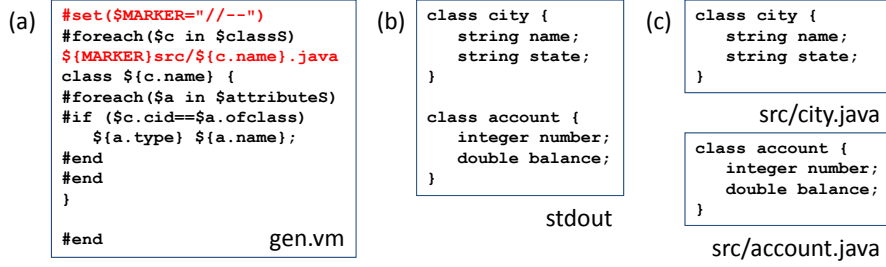 (a)
#set($MARKER="//--")
#foreach($c in $classS)
${MARKER}src/${c.name}.java
class ${c.name} {
#foreach($a in $attributeS)
#if ($c.cid==$a.ofclass)
   ${a.type} ${a.name};
#end
#end
}
#end
gen.vm
(b)
class city {
   string name;
   string state;
}
class account {
   integer number;
   double balance;
}
stdout
(c)
class city {
   string name;
   string state;
}
src/city.java
class account {
   integer number;
   double balance;
}
src/account.java